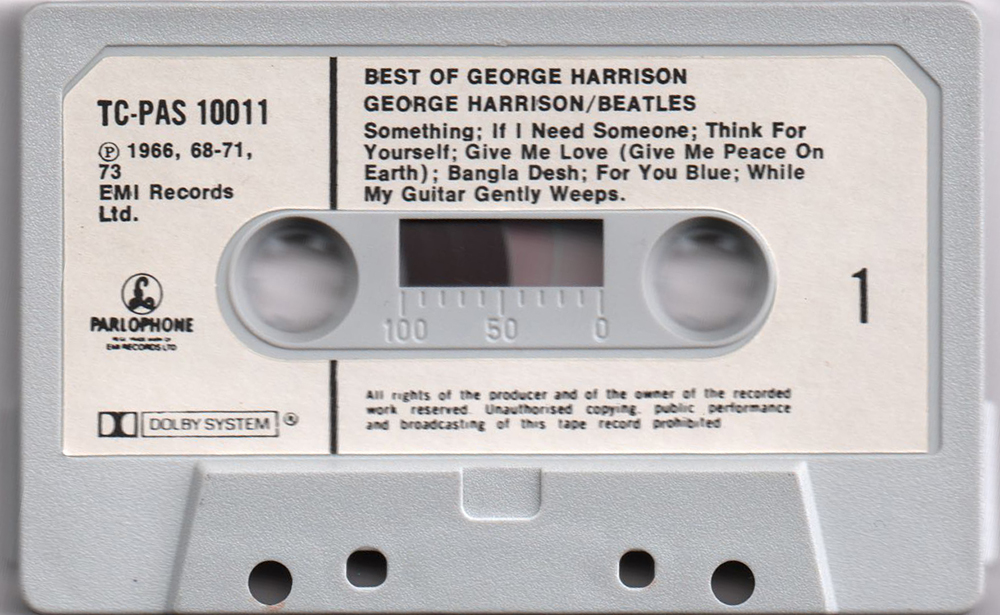 TC-PAS 10011
℗ 1966, 68-71,
73
EMI Records
Ltd.
BEST OF GEORGE HARRISON
GEORGE HARRISON/BEATLES
Something; If I Need Someone; Think For
Yourself; Give Me Love (Give Me Peace On
Earth); Bangla Desh; For You Blue; While
My Guitar Gently Weeps.
100 50 0
1
PARLOPHONE
EMI RECORDS LTD
DOLBY SYSTEM ®
All rights of the producer and of the owner of the recorded
work reserved. Unauthorised copying, public performance
and broadcasting of this tape record prohibited